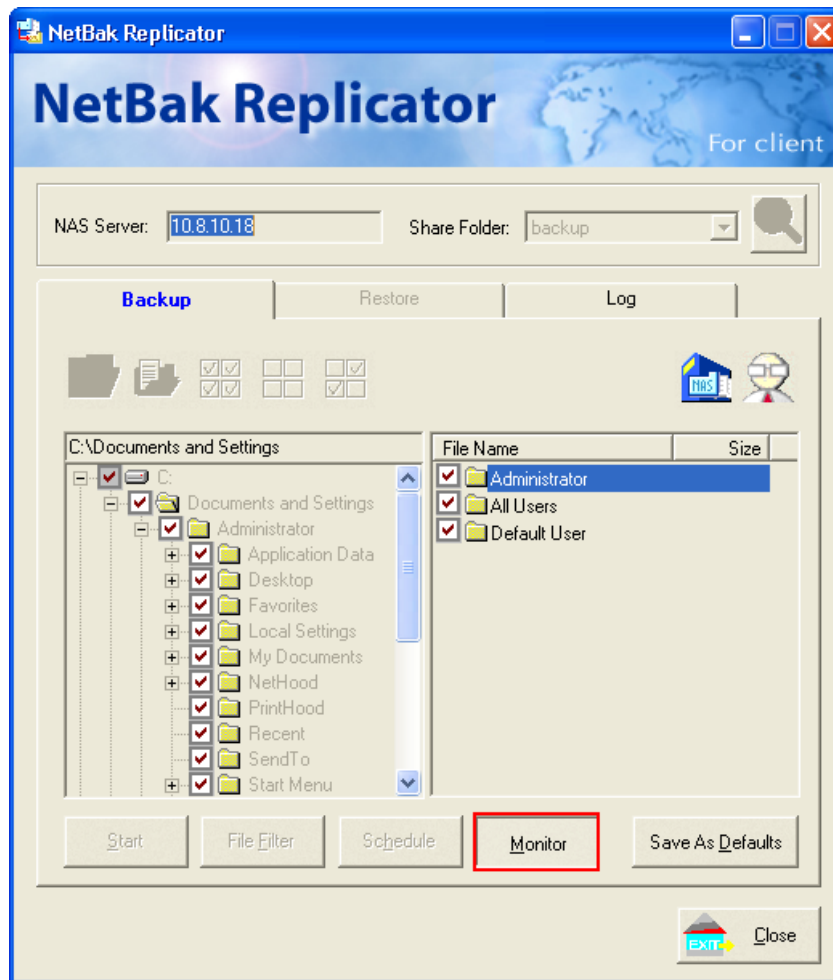 NetBak Replicator
NetBak Replicator
For client
NAS Server: 10.8.10.18 Share Folder: backup
Backup Restore Log
NAS
C:\Documents and Settings
C:
Documents and Settings
Administrator
Application Data
Desktop
Favorites
Local Settings
My Documents
NetHood
PrintHood
Recent
SendTo
Start Menu
File Name Size
Administrator
All Users
Default User
Start File Filter Schedule Monitor Save As Defaults
EXIT Close